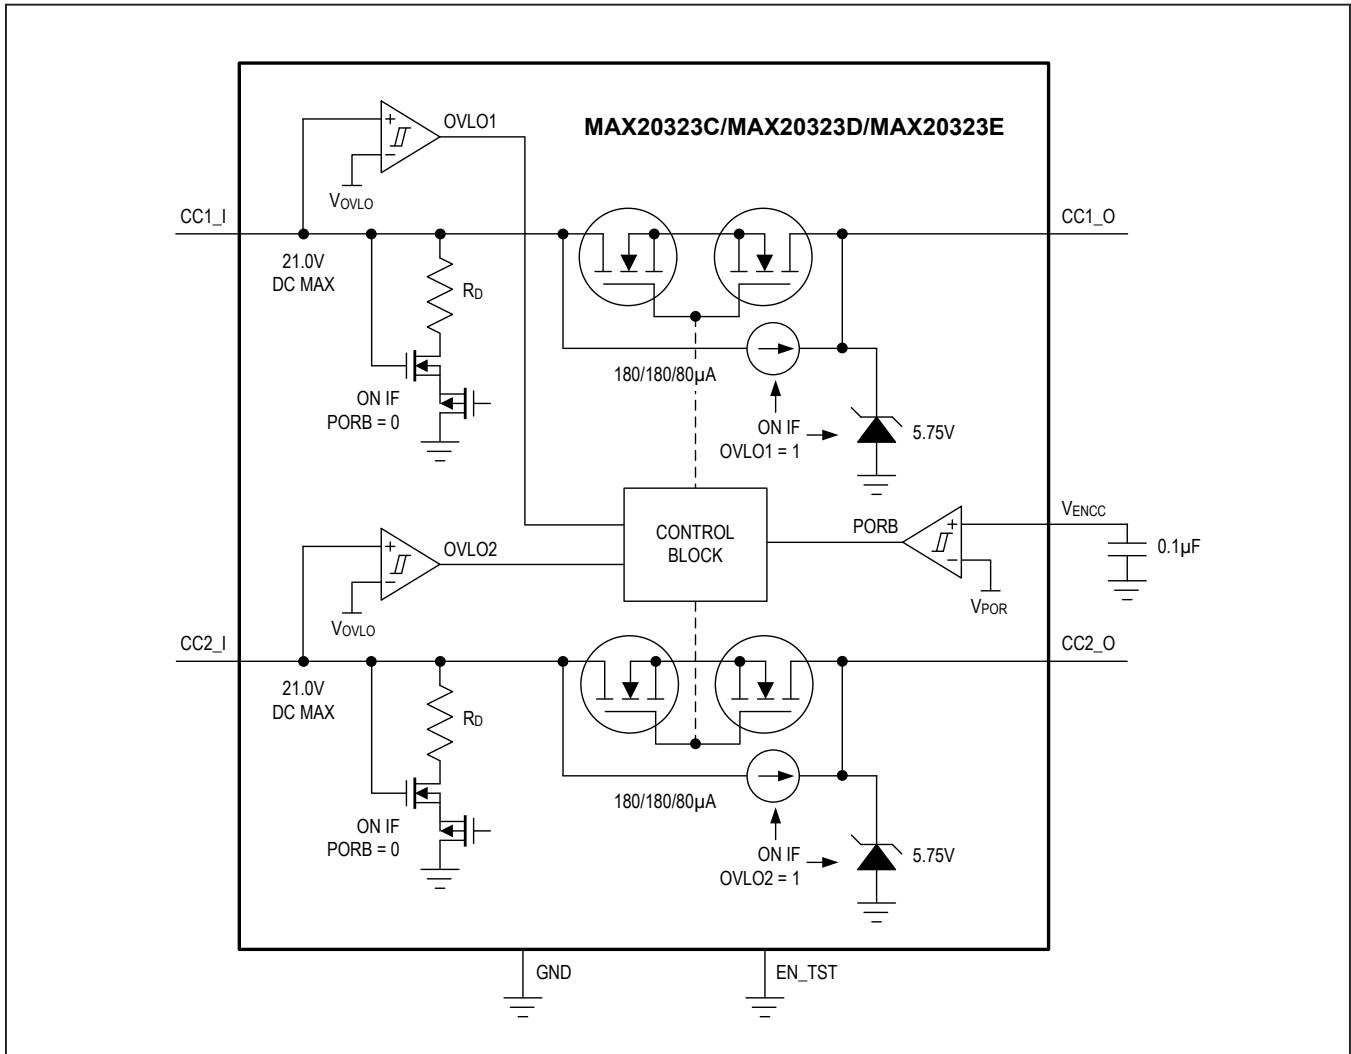 MAX20323C/MAX20323D/MAX20323E
+
-
OVLO1
VOVLO
CC1_I
CC1_O
21.0V
DC MAX
RD
180/180/80µA
ON IF
PORB = 0
ON IF
OVLO1 = 1
5.75V
+
-
OVLO2
VOVLO
CONTROL
BLOCK
PORB
+
-
VPOR
VENCC
0.1µF
CC2_I
CC2_O
21.0V
DC MAX
RD
180/180/80µA
ON IF
PORB = 0
ON IF
OVLO2 = 1
5.75V
GND
EN_TST